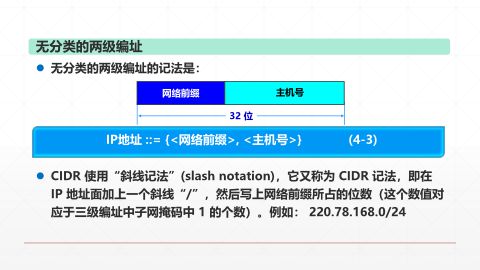 无分类的两级编址
无分类的两级编址的记法是：
网络前缀 主机号
32 位
IP地址 ::= {<网络前缀>, <主机号>} (4-3)
CIDR 使用“斜线记法”(slash notation)，它又称为 CIDR 记法，即在
IP 地址面加上一个斜线“/”，然后写上网络前缀所占的位数（这个数值对
应于三级编址中子网掩码中 1 的个数）。例如： 220.78.168.0/24